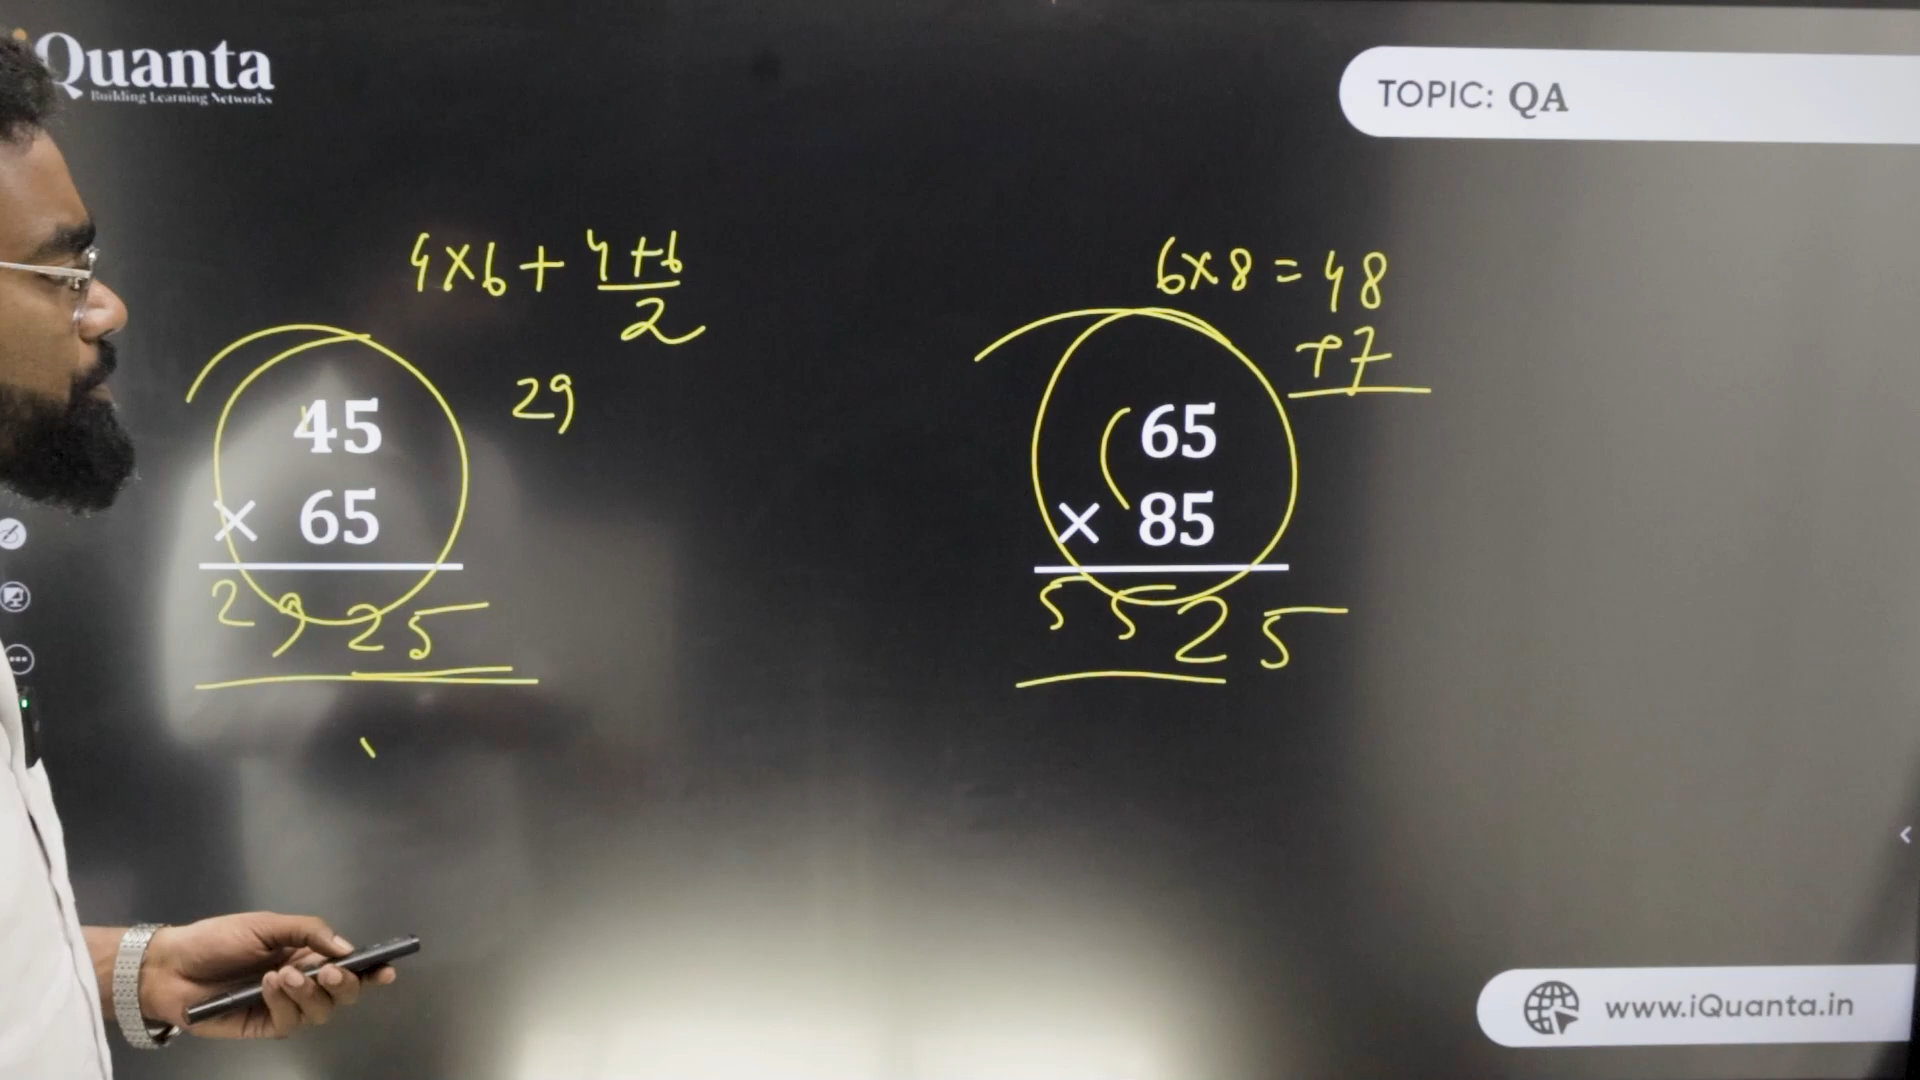 iQuanta
Building Learning Networks
TOPIC: QA
4×6+4+6/2
29
45
× 65
2925
6×8=48
+7
65
× 85
5525
www.iQuanta.in